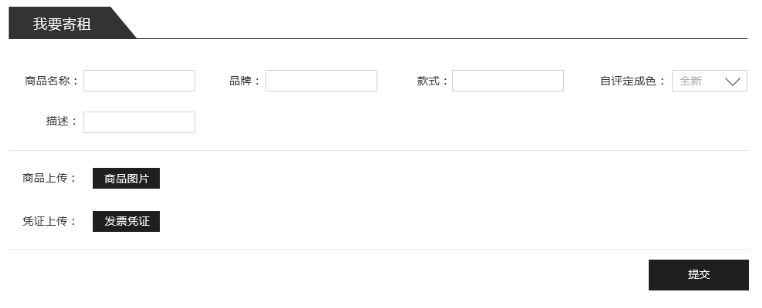 我要寄租
商品名称： 品牌： 款式： 自评定成色： 全新
描述：
商品上传： 商品图片
凭证上传： 发票凭证
提交